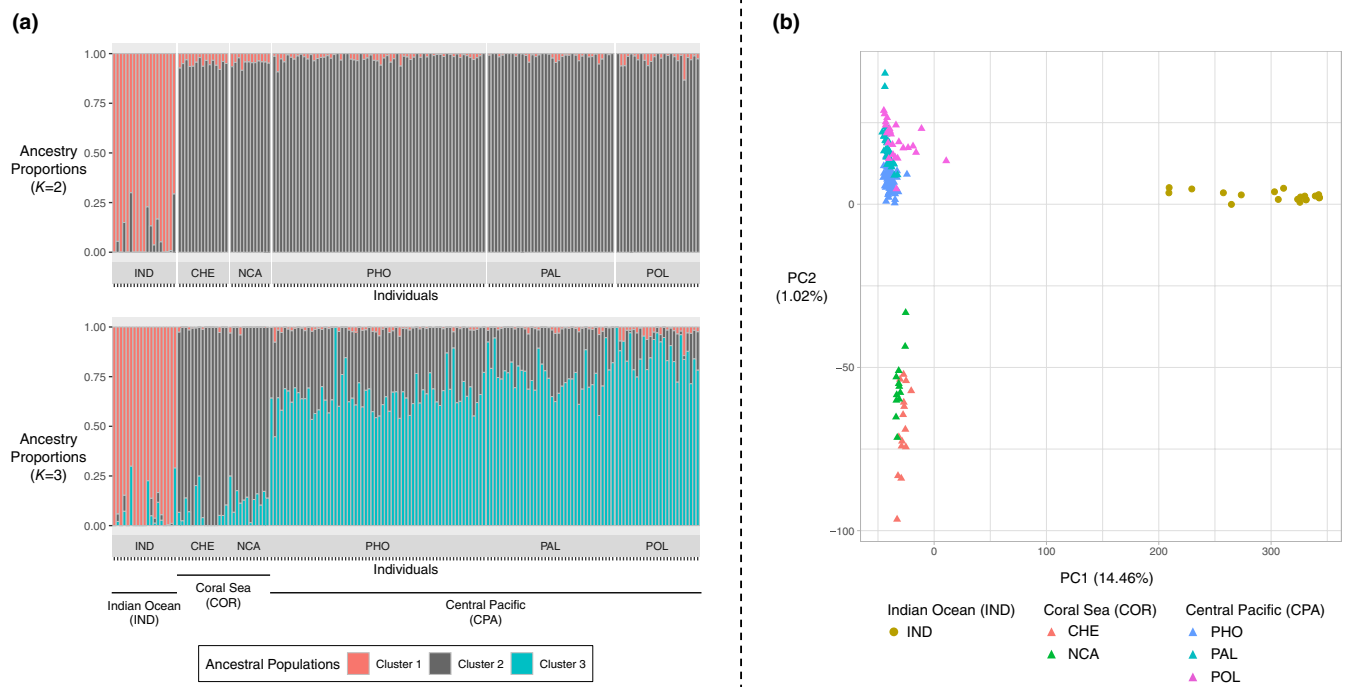 (a)
1.00
0.75
0.50
0.25
0.00
Ancestry
Proportions
(K=2)
IND CHE NCA PHO PAL POL
Individuals
1.00
0.75
0.50
0.25
0.00
Ancestry
Proportions
(K=3)
IND CHE NCA PHO PAL POL
Individuals
Indian Ocean
(IND)
Coral Sea
(COR)
Central Pacific
(CPA)
Ancestral Populations Cluster 1 Cluster 2 Cluster 3
(b)
0
−50
−100
PC2
(1.02%)
0 100 200 300
PC1 (14.46%)
Indian Ocean (IND) Coral Sea (COR) Central Pacific (CPA)
IND CHE PHO
NCA PAL
POL